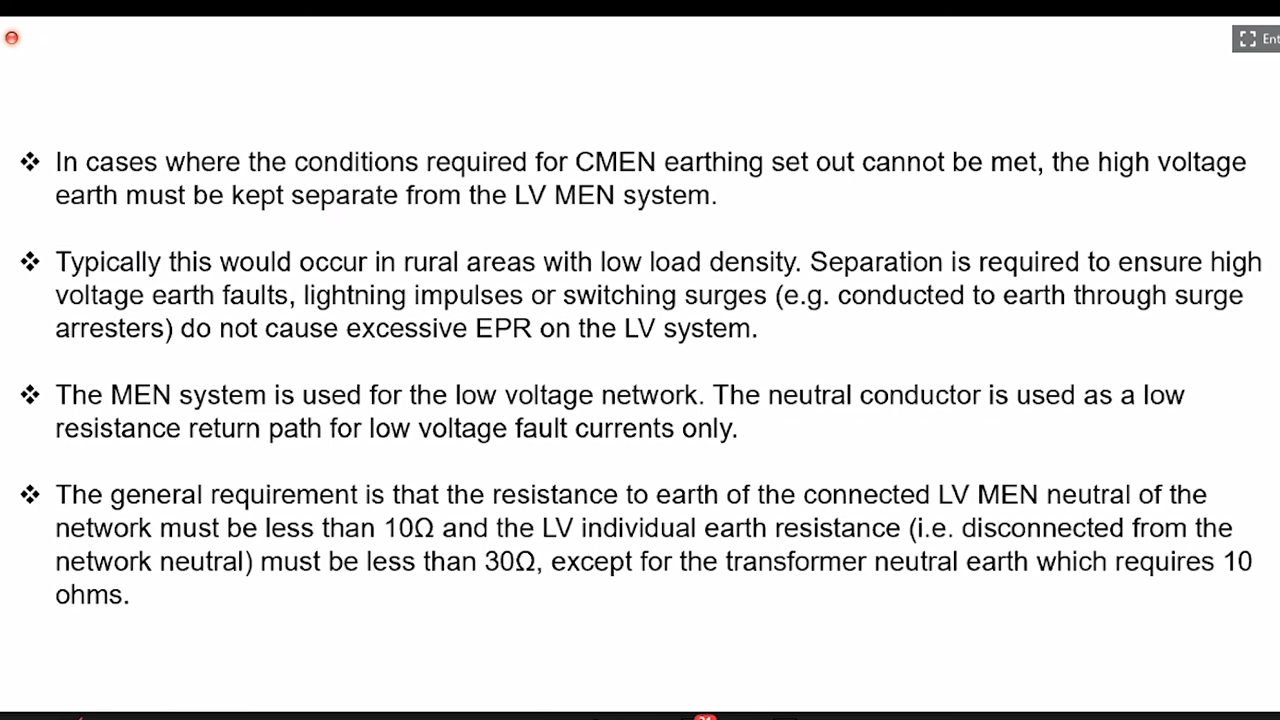 Ent
❖ In cases where the conditions required for CMEN earthing set out cannot be met, the high voltage
earth must be kept separate from the LV MEN system.
❖ Typically this would occur in rural areas with low load density. Separation is required to ensure high
voltage earth faults, lightning impulses or switching surges (e.g. conducted to earth through surge
arresters) do not cause excessive EPR on the LV system.
❖ The MEN system is used for the low voltage network. The neutral conductor is used as a low
resistance return path for low voltage fault currents only.
❖ The general requirement is that the resistance to earth of the connected LV MEN neutral of the
network must be less than 10Ω and the LV individual earth resistance (i.e. disconnected from the
network neutral) must be less than 30Ω, except for the transformer neutral earth which requires 10
ohms.